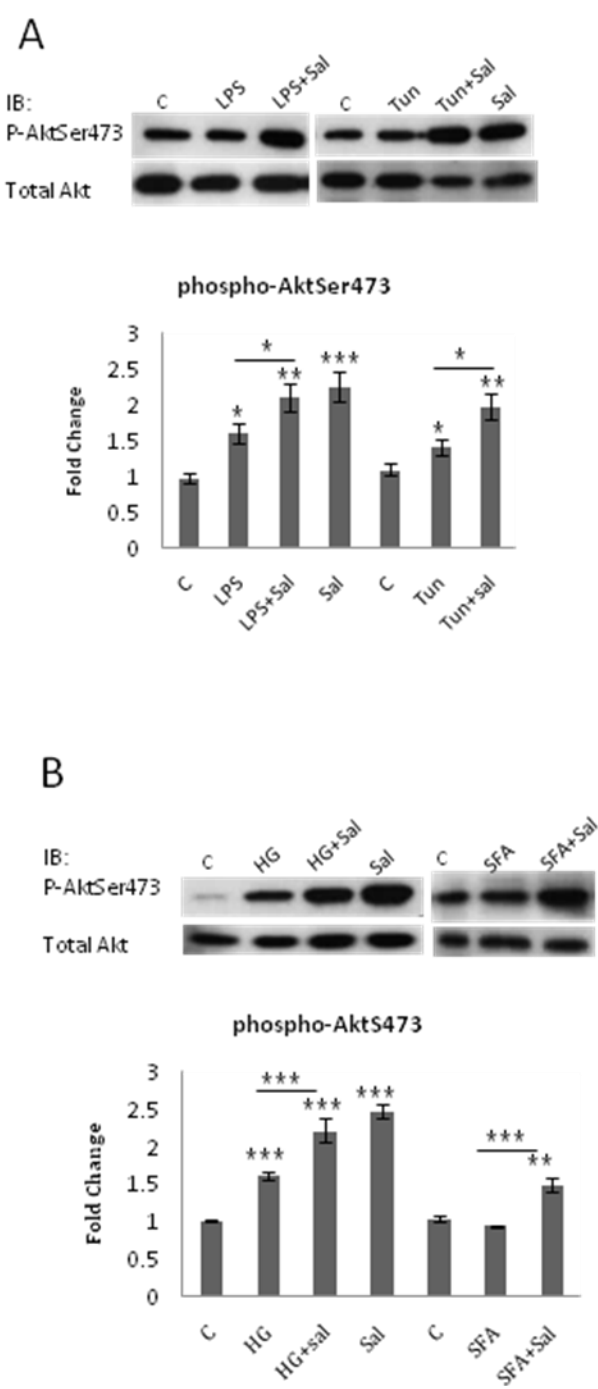 A
IB: C LPS LPS+Sal C Tun Tun+Sal Sal
P-AktSer473
Total Akt
phospho-AktSer473
Fold Change
3
2.5
2
1.5
1
0.5
0
* ** *** * **
* *
C LPS LPS+Sal Sal C Tun Tun+sal
B
IB: C HG HG+Sal Sal C SFA SFA+Sal
P-AktSer473
Total Akt
phospho-AktS473
Fold Change
3
2.5
2
1.5
1
0.5
0
*** ***
*** *** *** **
C HG HG+sal Sal C SFA SFA+Sal